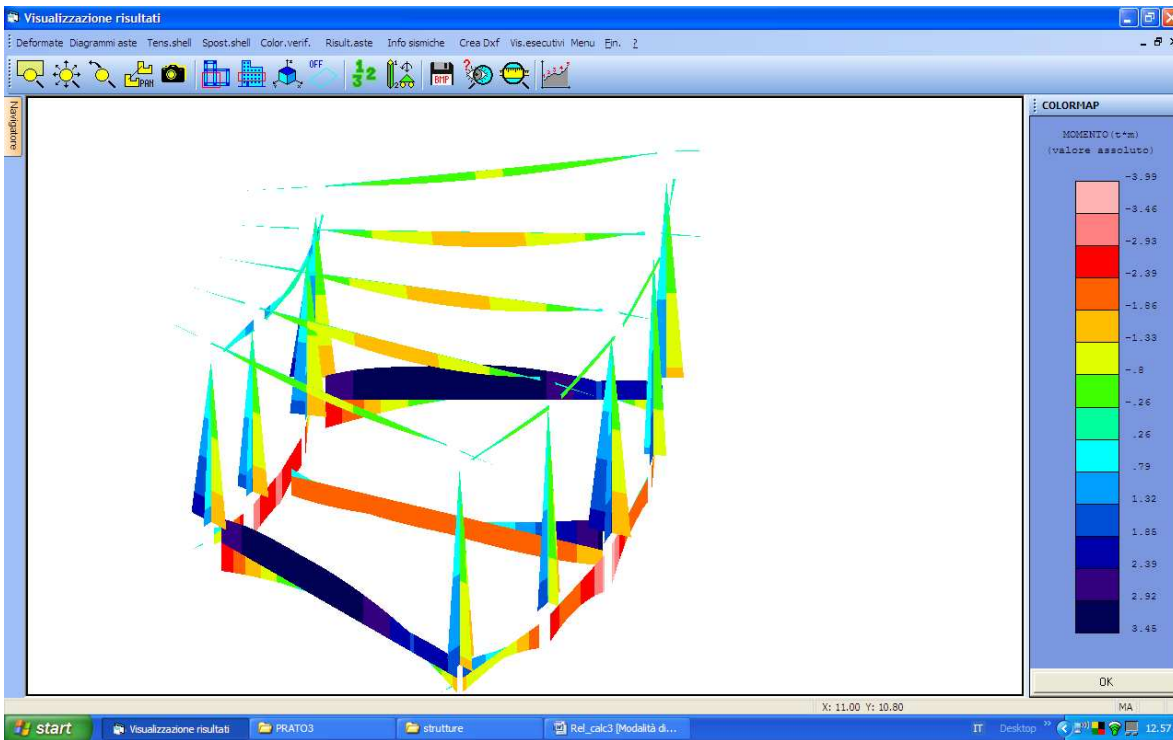 Visualizzazione risultati
Deformate Diagrammi aste Tens.shell Spost.shell Color.verif. Risult.aste Info sismiche Crea Dxf Vis.esecutivi Menu Fin. ?
PAN
OFF
1/3 2
BMP
Navigatore
COLORMAP
MOMENTO(t*m)
(valore assoluto)
-3.99
-3.46
-2.93
-2.39
-1.86
-1.33
-.8
-.26
.26
.79
1.32
1.85
2.39
2.92
3.45
OK
X: 11.00 Y: 10.80
MA
start
Visualizzazione risultati
PRATO3
strutture
Rel_calc3 [Modalità di...
IT
Desktop
12.57